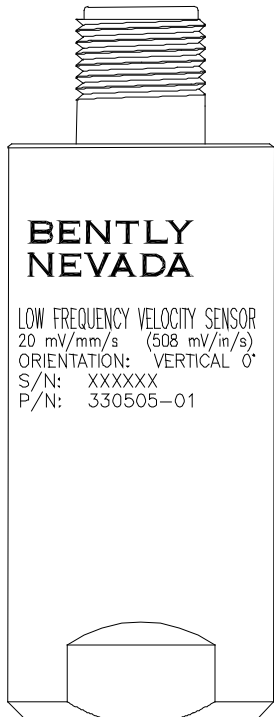 BENTLY
NEVADA
LOW FREQUENCY VELOCITY SENSOR
20 mV/mm/s (508 mV/in/s)
ORIENTATION: VERTICAL 0°
S/N: XXXXXX
P/N: 330505-01